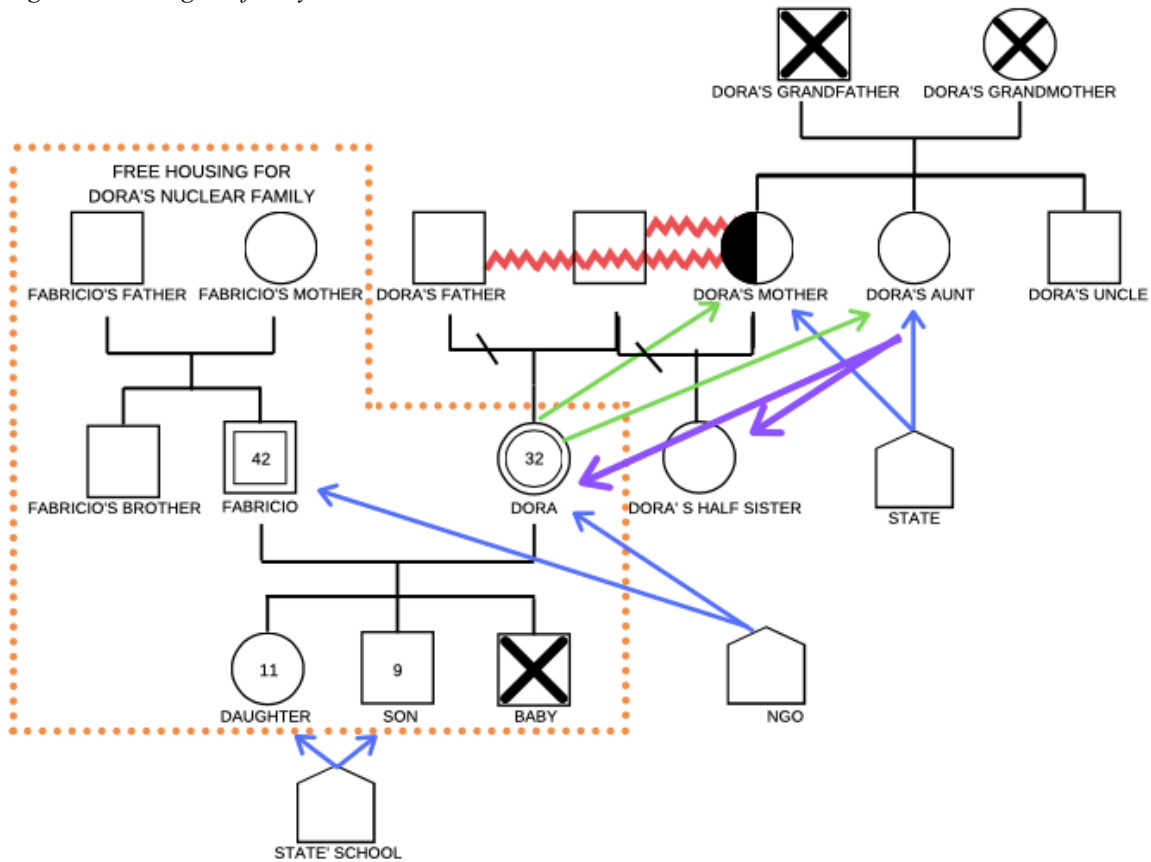 DORA'S GRANDFATHER
DORA'S GRANDMOTHER
FREE HOUSING FOR
DORA'S NUCLEAR FAMILY
FABRICIO'S FATHER
FABRICIO'S MOTHER
DORA'S FATHER
DORA'S MOTHER
DORA'S AUNT
DORA'S UNCLE
42
32
FABRICIO'S BROTHER
FABRICIO
DORA
DORA' S HALF SISTER
STATE
11
9
DAUGHTER
SON
BABY
NGO
STATE' SCHOOL